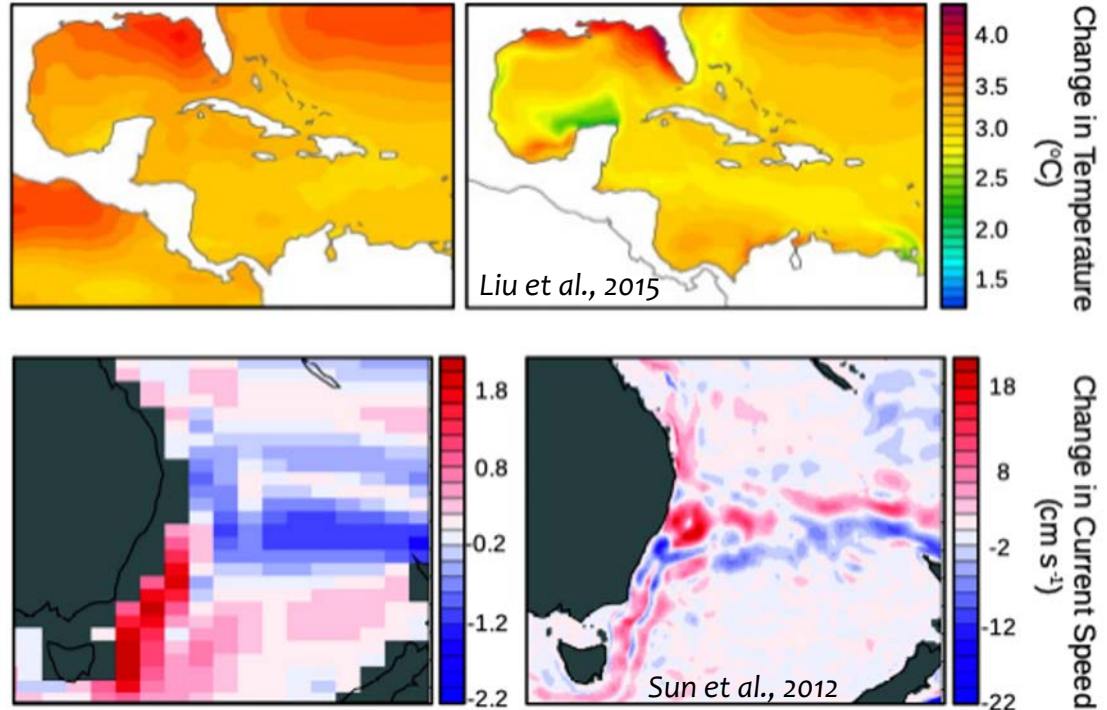 Liu et al., 2015
4.0
3.5
3.0
2.5
2.0
1.5
Change in Temperature
(°C)
1.8
0.8
-0.2
-1.2
-2.2
Sun et al., 2012
18
8
-2
-12
-22
Change in Current Speed
(cm s⁻¹)